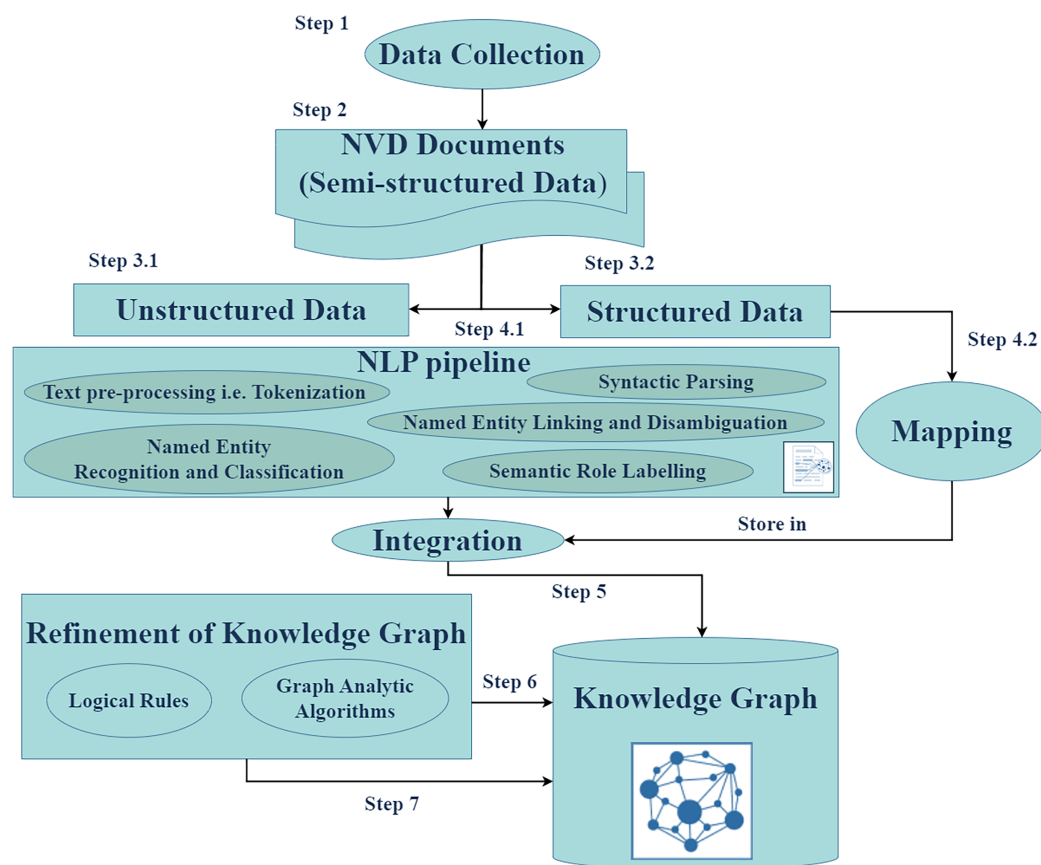 Step 1
Data Collection
Step 2
NVD Documents
(Semi-structured Data)
Step 3.1
Step 3.2
Unstructured Data
Structured Data
Step 4.1
Step 4.2
NLP pipeline
Text pre-processing i.e. Tokenization
Syntactic Parsing
Named Entity Linking and Disambiguation
Named Entity
Recognition and Classification
Semantic Role Labelling
Mapping
Store in
Integration
Step 5
Refinement of Knowledge Graph
Logical Rules
Graph Analytic
Algorithms
Step 6
Knowledge Graph
Step 7